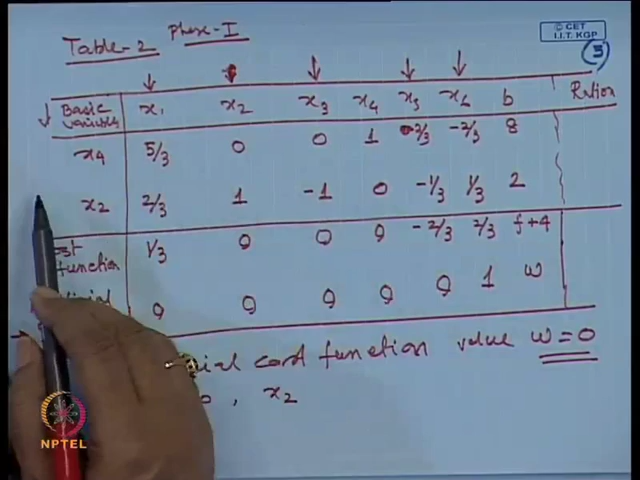 Table-2 Phase-I
© CET
I.I.T. KGP
5
Basic variables x₁ x₂ x₃ x₄ x₅ x₆ b Ration
x₄ 5/3 0 0 1 2/3 -2/3 8
x₂ 2/3 1 -1 0 -1/3 1/3 2
function 1/3 0 0 0 -2/3 2/3 f+4
0 0 0 0 0 1 w
cost function value w=0
, x₂
NPTEL